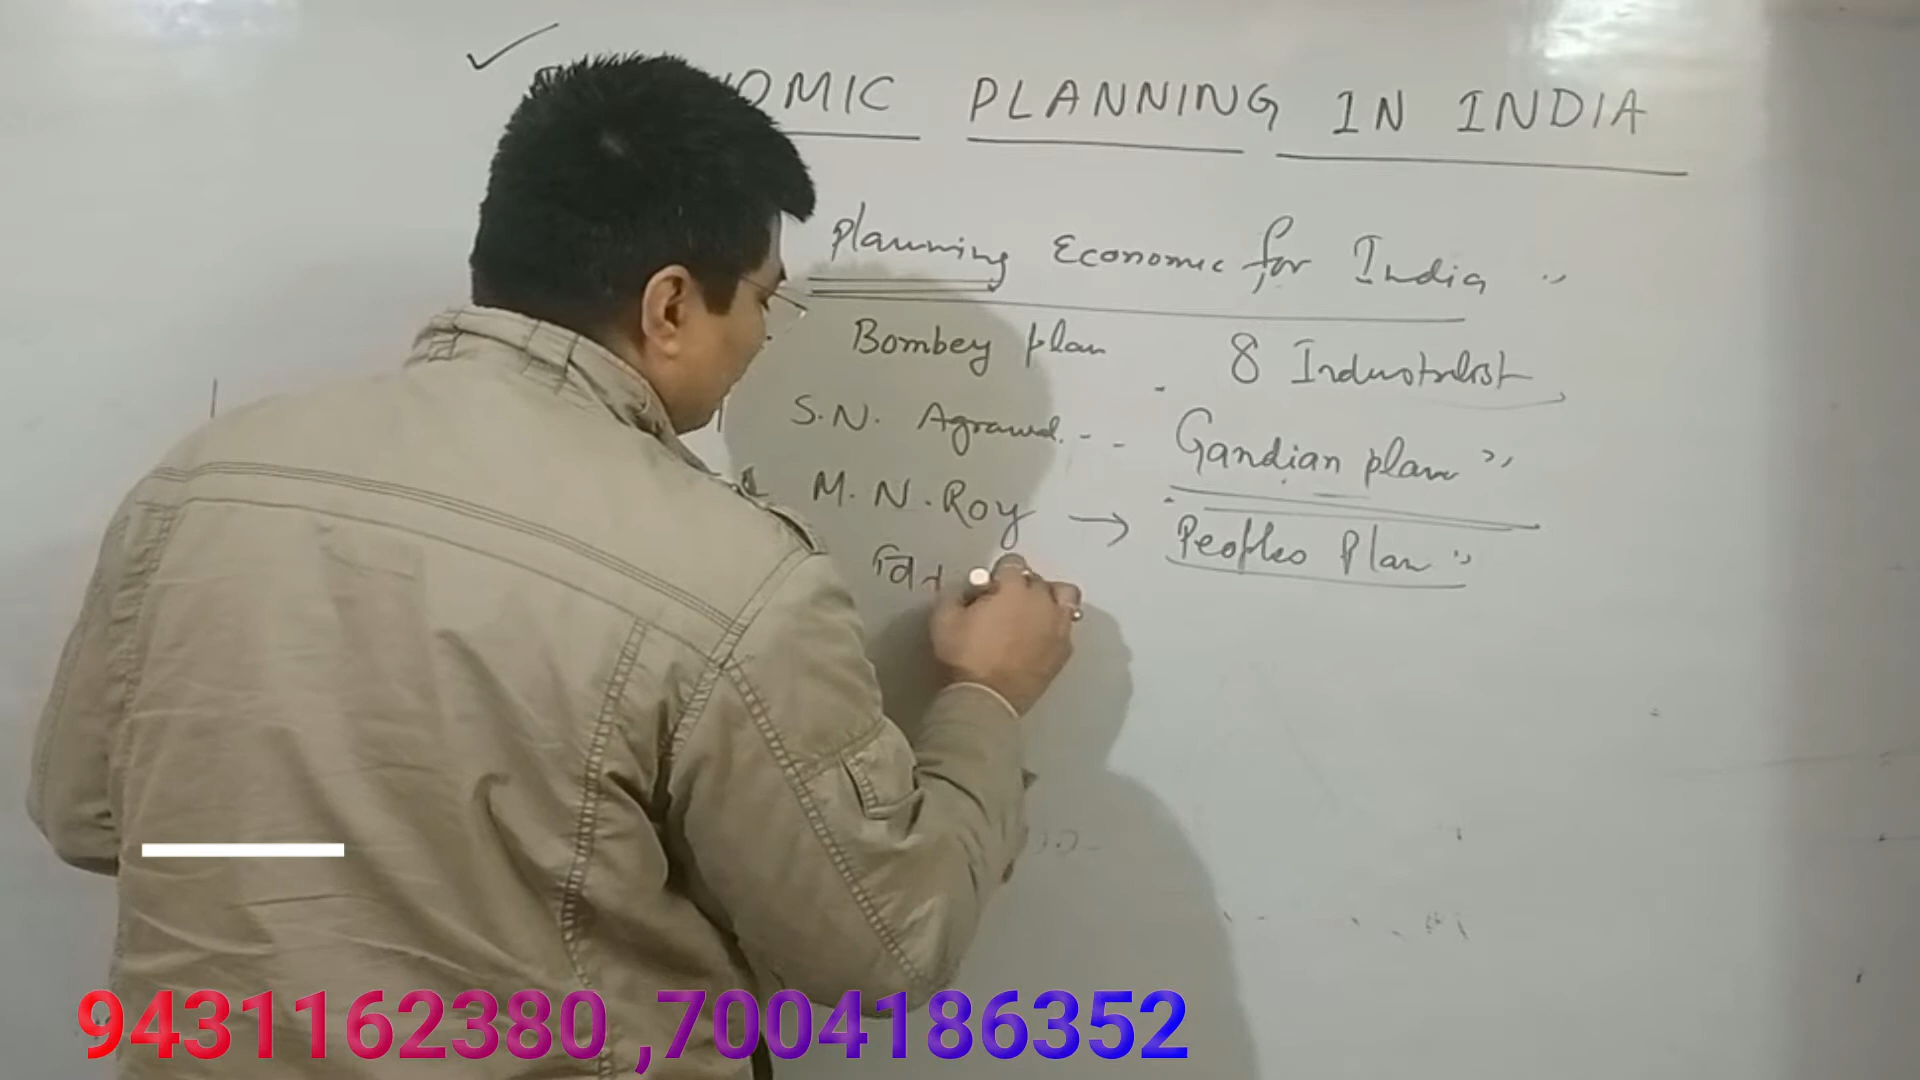 OMIC PLANNING IN INDIA
Planning Economic for India "
Bombey plan 8 Industrlist
S.N. Agrawal. - - Gandian plan "
M. N. Roy → Peoples Plan "
9431162380 ,7004186352